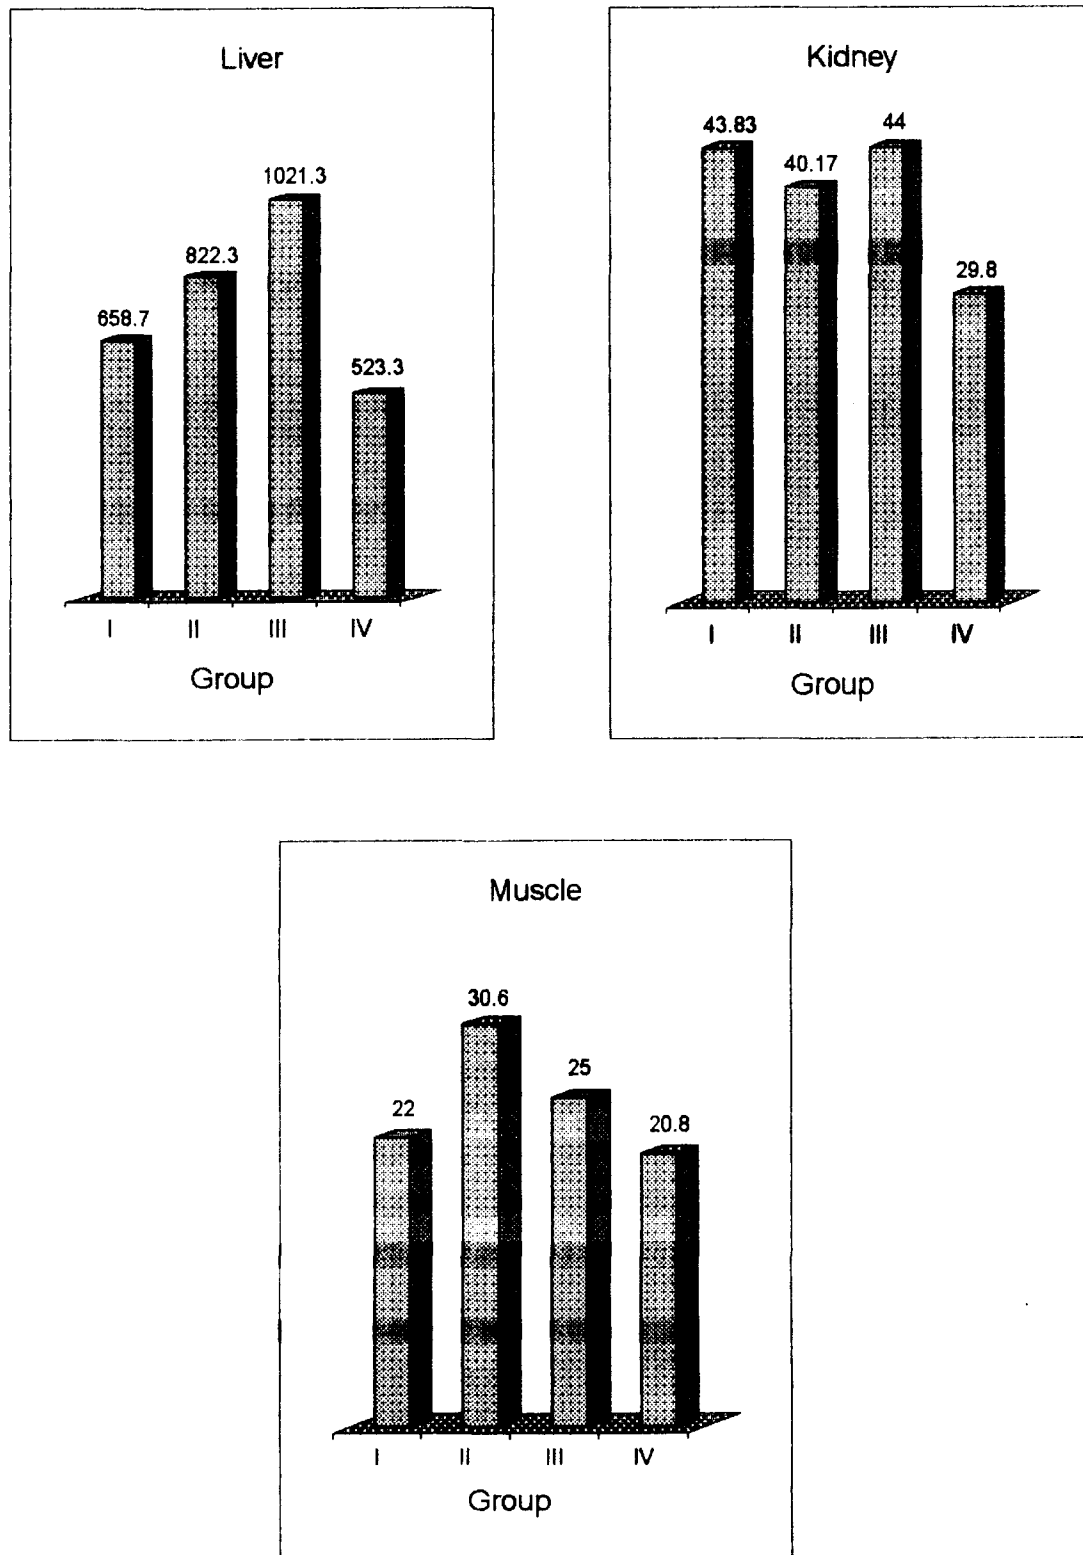 Liver
1021.3
822.3
658.7
523.3
I II III IV
Group
Kidney
43.83
40.17
44
29.8
I II III IV
Group
Muscle
30.6
25
22
20.8
I II III IV
Group